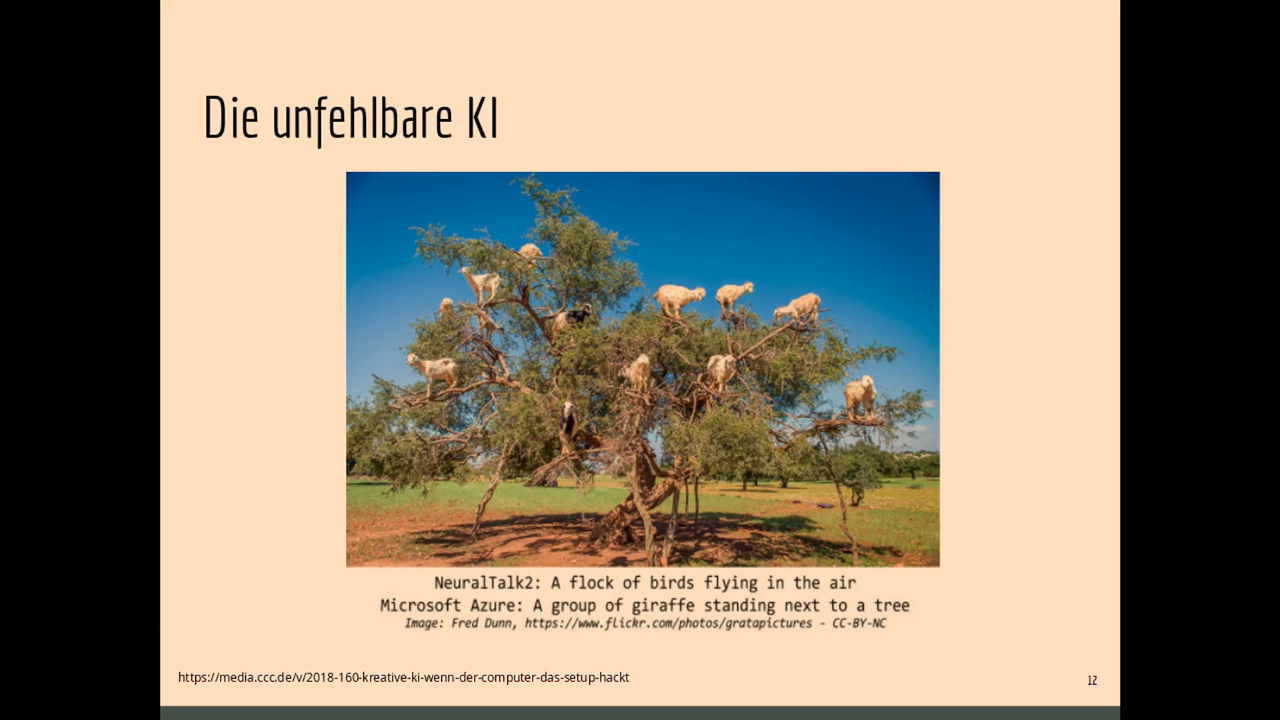 Die unfehlbare KI
NeuralTalk2: A flock of birds flying in the air
Microsoft Azure: A group of giraffe standing next to a tree
Image: Fred Dunn, https://www.flickr.com/photos/gratapictures - CC-BY-NC
https://media.ccc.de/v/2018-160-kreative-ki-wenn-der-computer-das-setup-hackt
12